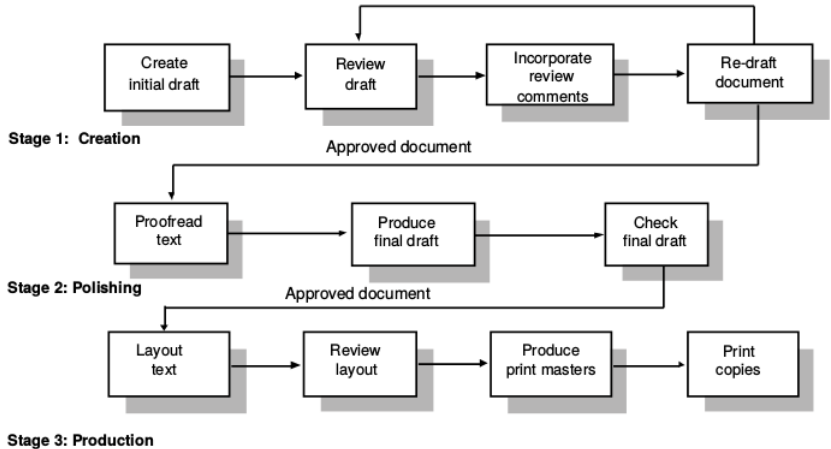 Create
initial draft
Review
draft
Incorporate
review
comments
Re-draft
document
Stage 1:  Creation
Approved document
Proofread
text
Produce
final draft
Check
final draft
Stage 2: Polishing
Approved document
Layout
text
Review
layout
Produce
print masters
Print
copies
Stage 3: Production